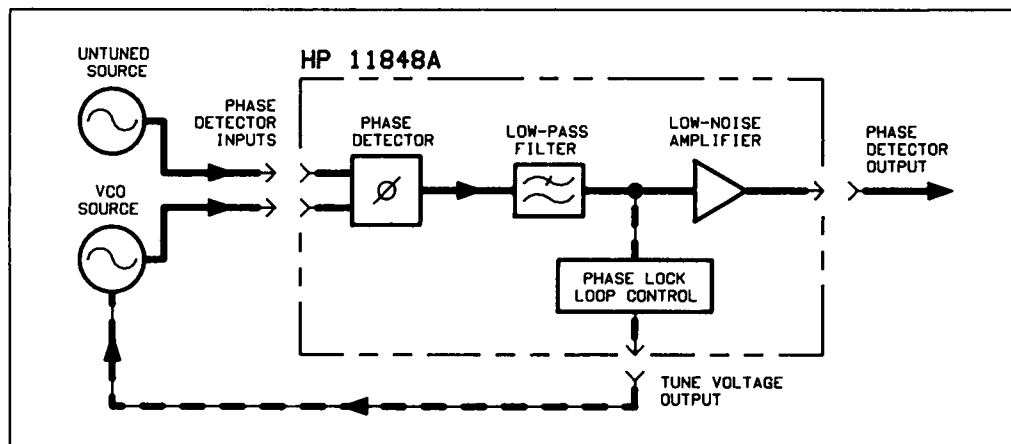 UNTUNED
SOURCE
HP 11848A
PHASE
DETECTOR
INPUTS
PHASE
DETECTOR
LOW-PASS
FILTER
LOW-NOISE
AMPLIFIER
PHASE
DETECTOR
OUTPUT
VCO
SOURCE
PHASE LOCK
LOOP CONTROL
TUNE VOLTAGE
OUTPUT